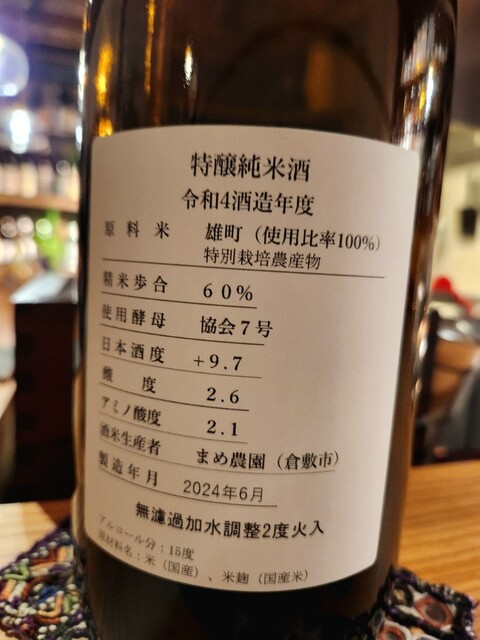 特醸純米酒
令和4酒造年度
原料米 雄町（使用比率100%）
特別栽培農産物
精米歩合 60%
使用酵母 協会7号
日本酒度 +9.7
酸度 2.6
アミノ酸度 2.1
酒米生産者 まめ農園（倉敷市）
製造年月 2024年6月
無濾過加水調整2度火入
アルコール分：15度
原材料名：米（国産）、米麹（国産米）